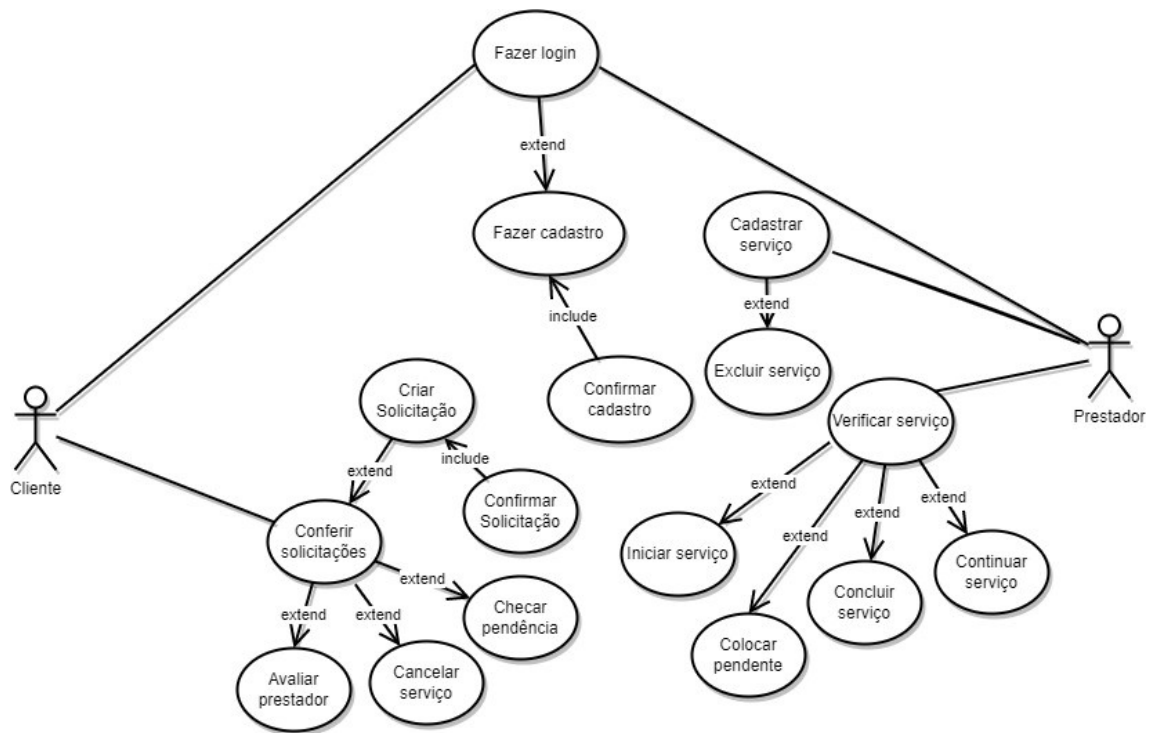 Fazer login
extend
Fazer cadastro
Cadastrar
serviço
extend
include
Excluir serviço
Confirmar
cadastro
Prestador
Criar
Solicitação
Verificar serviço
Cliente
extend
include
Confirmar
Solicitação
Conferir
solicitações
extend
extend
extend
extend
Iniciar serviço
Continuar
serviço
Concluir
serviço
Colocar
pendente
extend
extend
extend
Checar
pendência
Avaliar
prestador
Cancelar
serviço